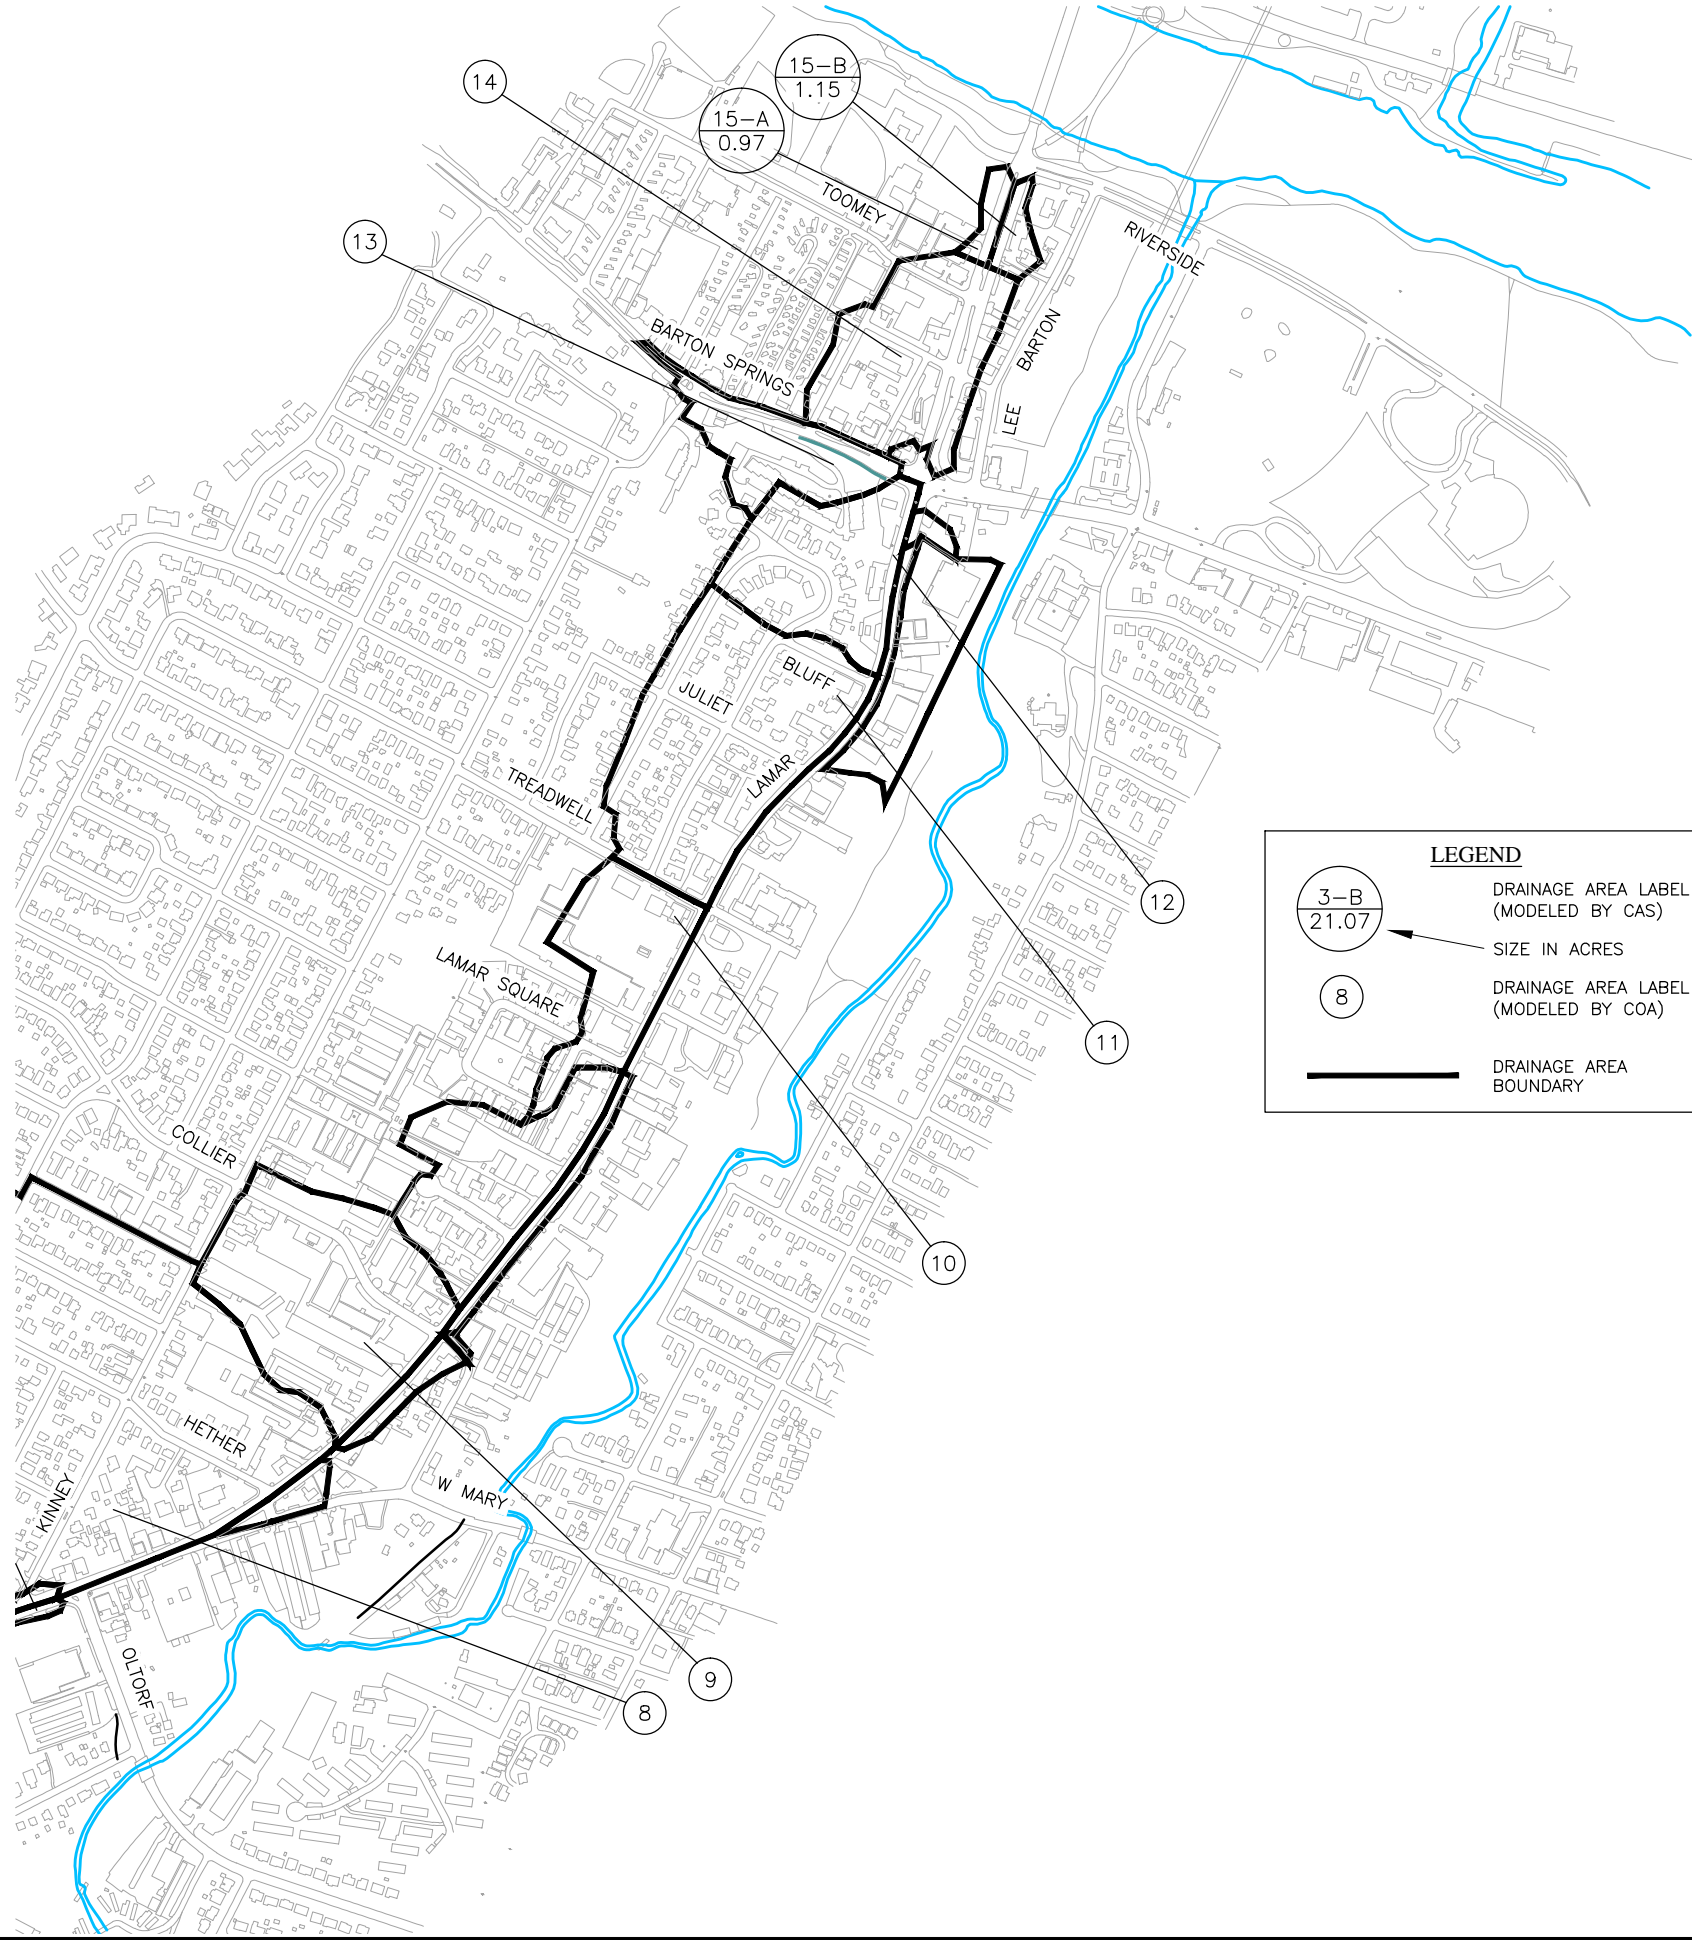 15-B
1.15
14
15-A
0.97
TOOMEY
13
RIVERSIDE
BARTON SPRINGS
LEE BARTON
BLUFF
JULIET
LAMAR
TREADWELL
12
LAMAR SQUARE
11
COLLIER
10
HETHER
KINNEY
W MARY
OLTORF
9
8
LEGEND
3-B
21.07
DRAINAGE AREA LABEL
(MODELED BY CAS)
SIZE IN ACRES
8
DRAINAGE AREA LABEL
(MODELED BY COA)
DRAINAGE AREA
BOUNDARY